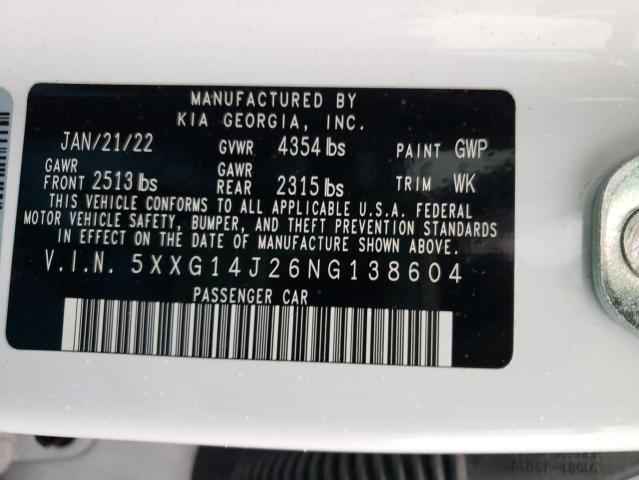 MANUFACTURED BY
KIA GEORGIA, INC.
JAN/21/22 GVWR 4354 lbs PAINT GWP
GAWR FRONT 2513 lbs GAWR REAR 2315 lbs TRIM WK
THIS VEHICLE CONFORMS TO ALL APPLICABLE U.S.A. FEDERAL
MOTOR VEHICLE SAFETY, BUMPER, AND THEFT PREVENTION STANDARDS
IN EFFECT ON THE DATE OF MANUFACTURE SHOWN ABOVE.
V.I.N. 5XXG14J26NG138604
PASSENGER CAR